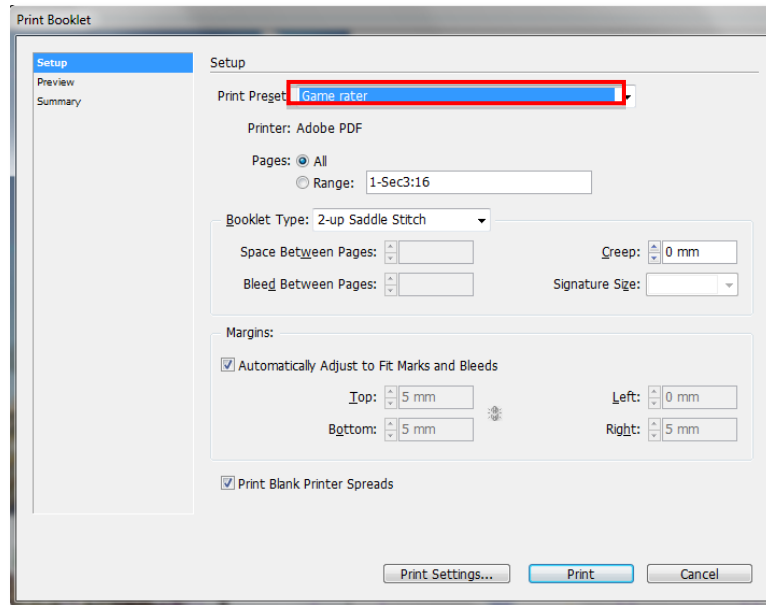 Print Booklet
Setup
Preview
Summary
Setup
Print Preset Game rater
Printer: Adobe PDF
Pages: All
Range: 1-Sec3:16
Booklet Type: 2-up Saddle Stitch
Space Between Pages:
Creep: 0 mm
Bleed Between Pages:
Signature Size:
Margins:
Automatically Adjust to Fit Marks and Bleeds
Top: 5 mm
Left: 0 mm
Bottom: 5 mm
Right: 5 mm
Print Blank Printer Spreads
Print Settings... Print Cancel